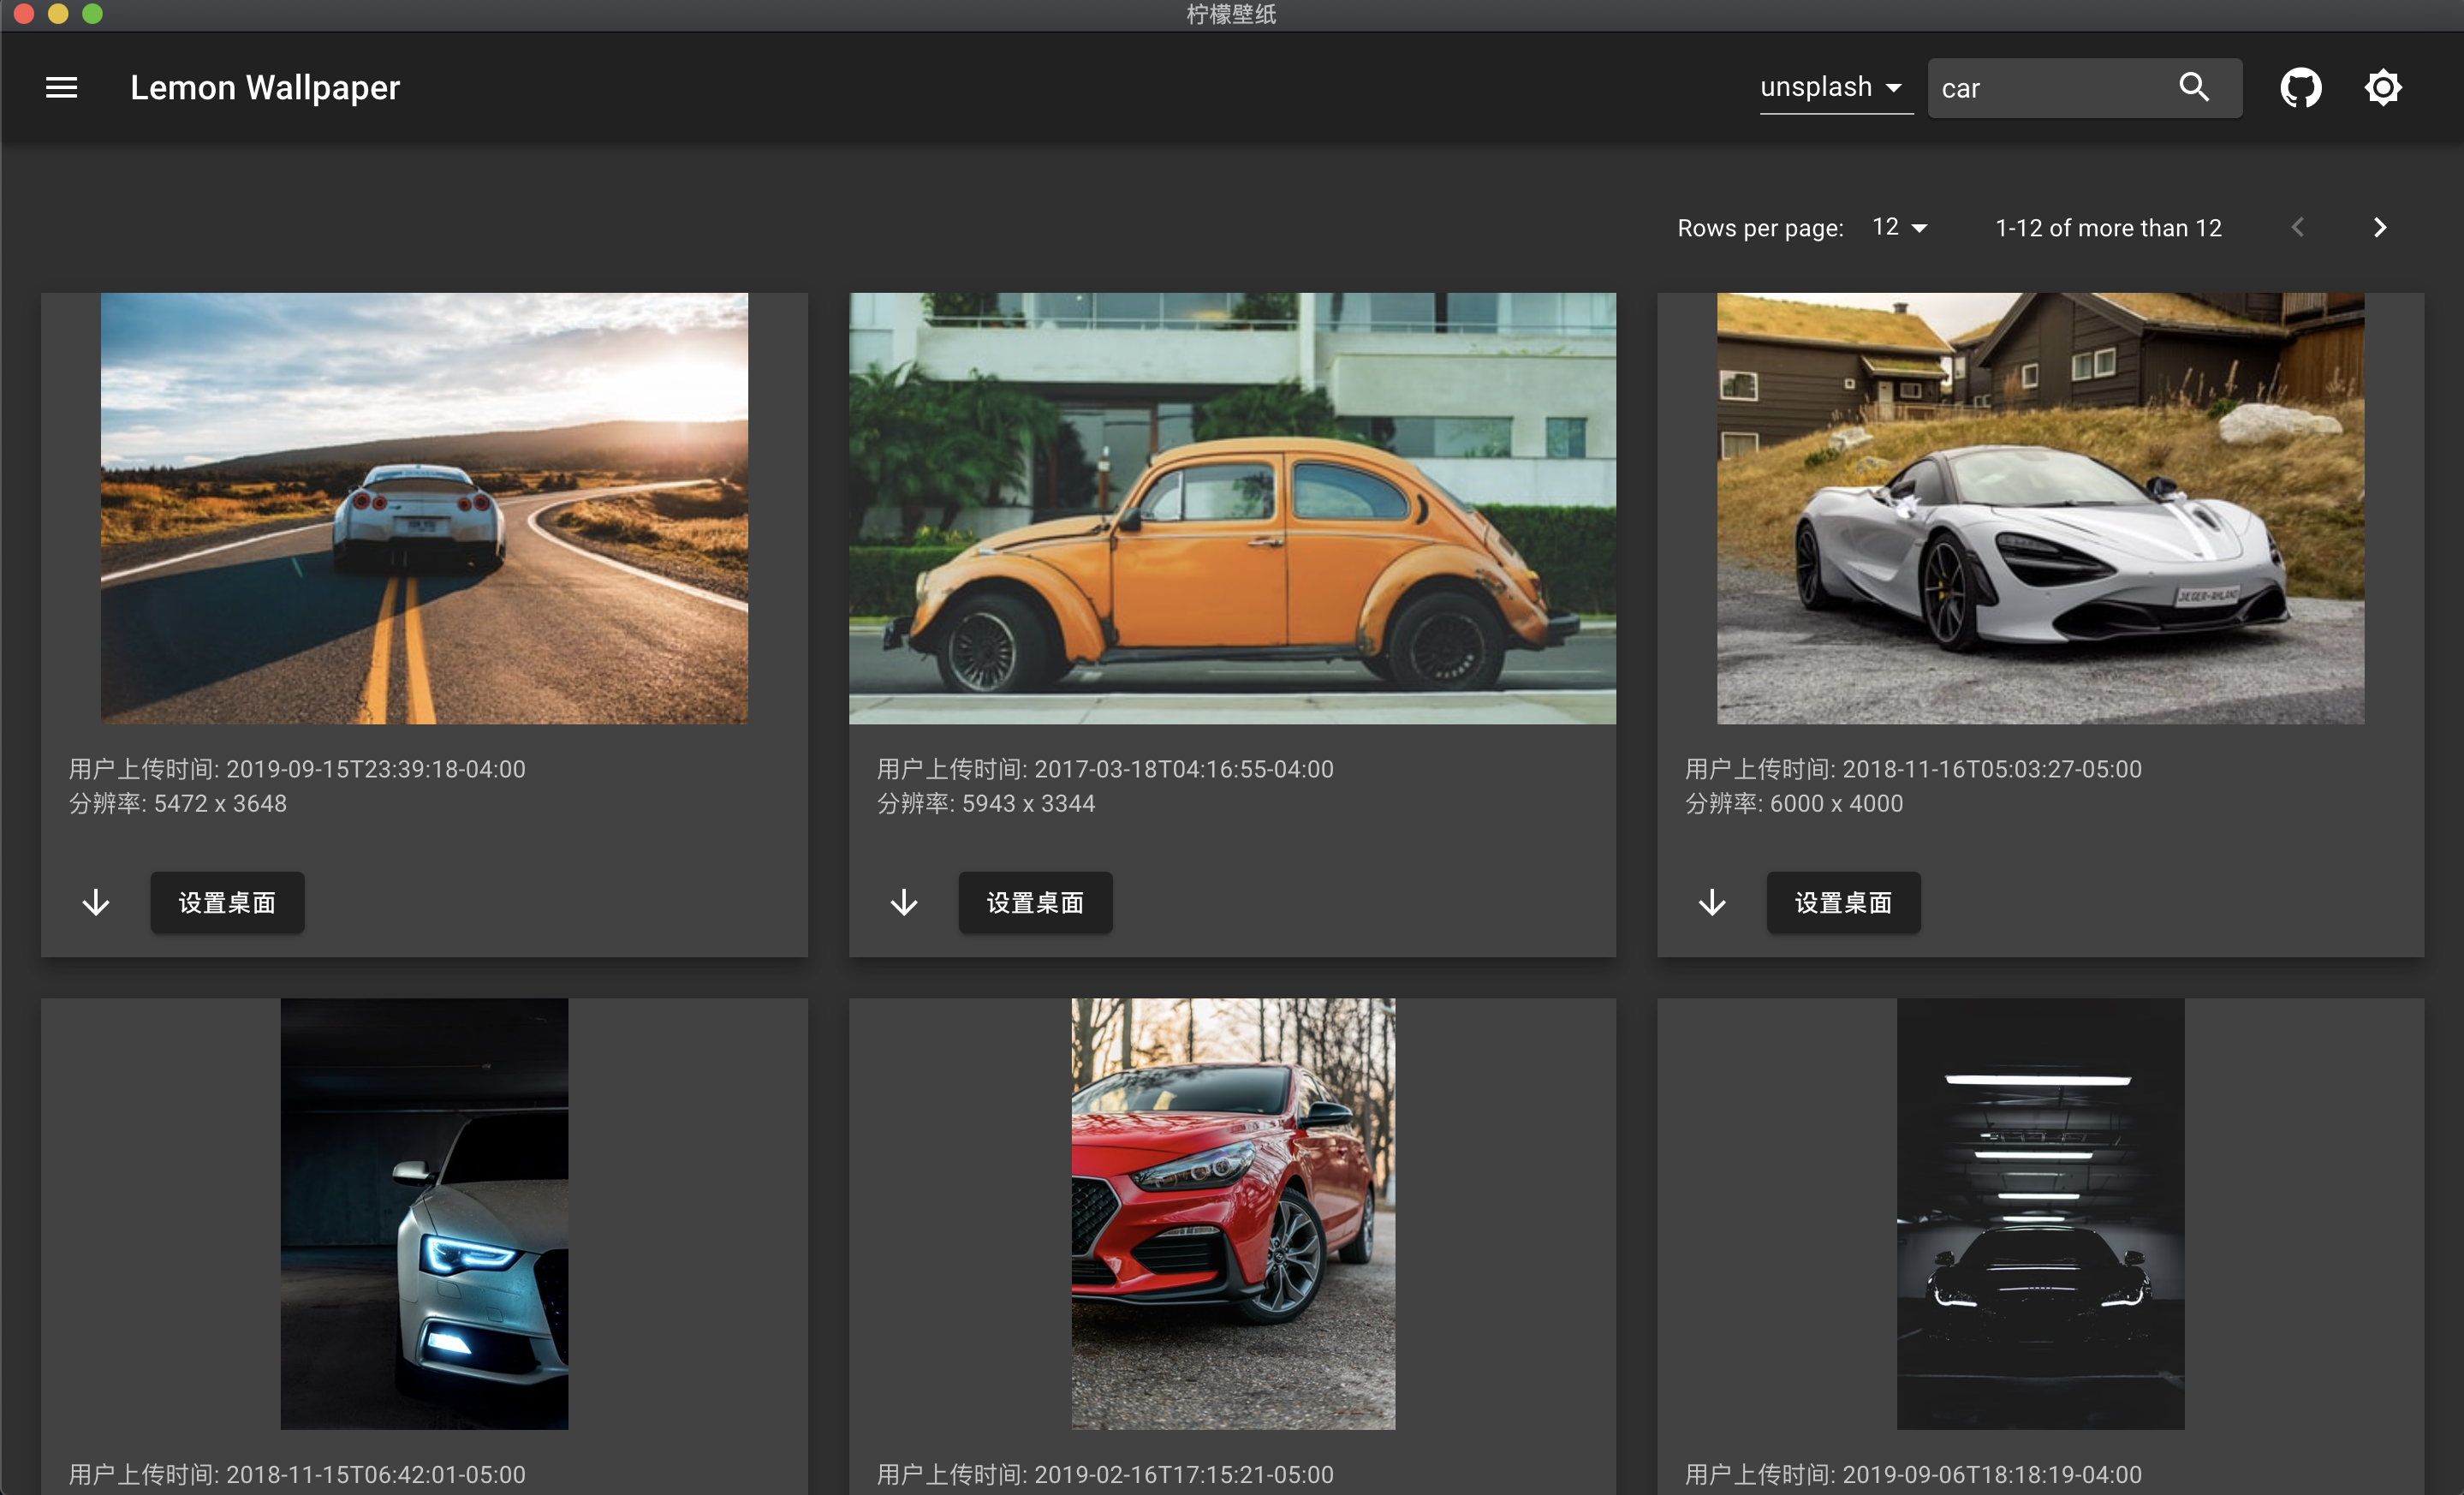 柠檬壁纸
Lemon Wallpaper
unsplash
car
Rows per page: 12 1-12 of more than 12
JEGER-RYLAND
用户上传时间: 2019-09-15T23:39:18-04:00
分辨率: 5472 x 3648
设置桌面
用户上传时间: 2017-03-18T04:16:55-04:00
分辨率: 5943 x 3344
设置桌面
用户上传时间: 2018-11-16T05:03:27-05:00
分辨率: 6000 x 4000
设置桌面
用户上传时间: 2018-11-15T06:42:01-05:00
用户上传时间: 2019-02-16T17:15:21-05:00
用户上传时间: 2019-09-06T18:18:19-04:00